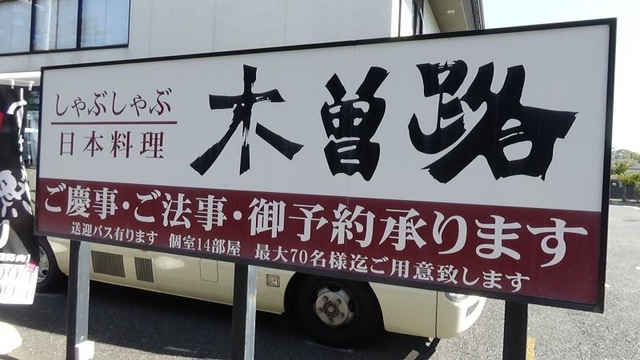 しゃぶしゃぶ
日本料理
木曽路
ご慶事・ご法事・御予約承ります
送迎バス有ります 個室14部屋 最大70名様迄ご用意致します